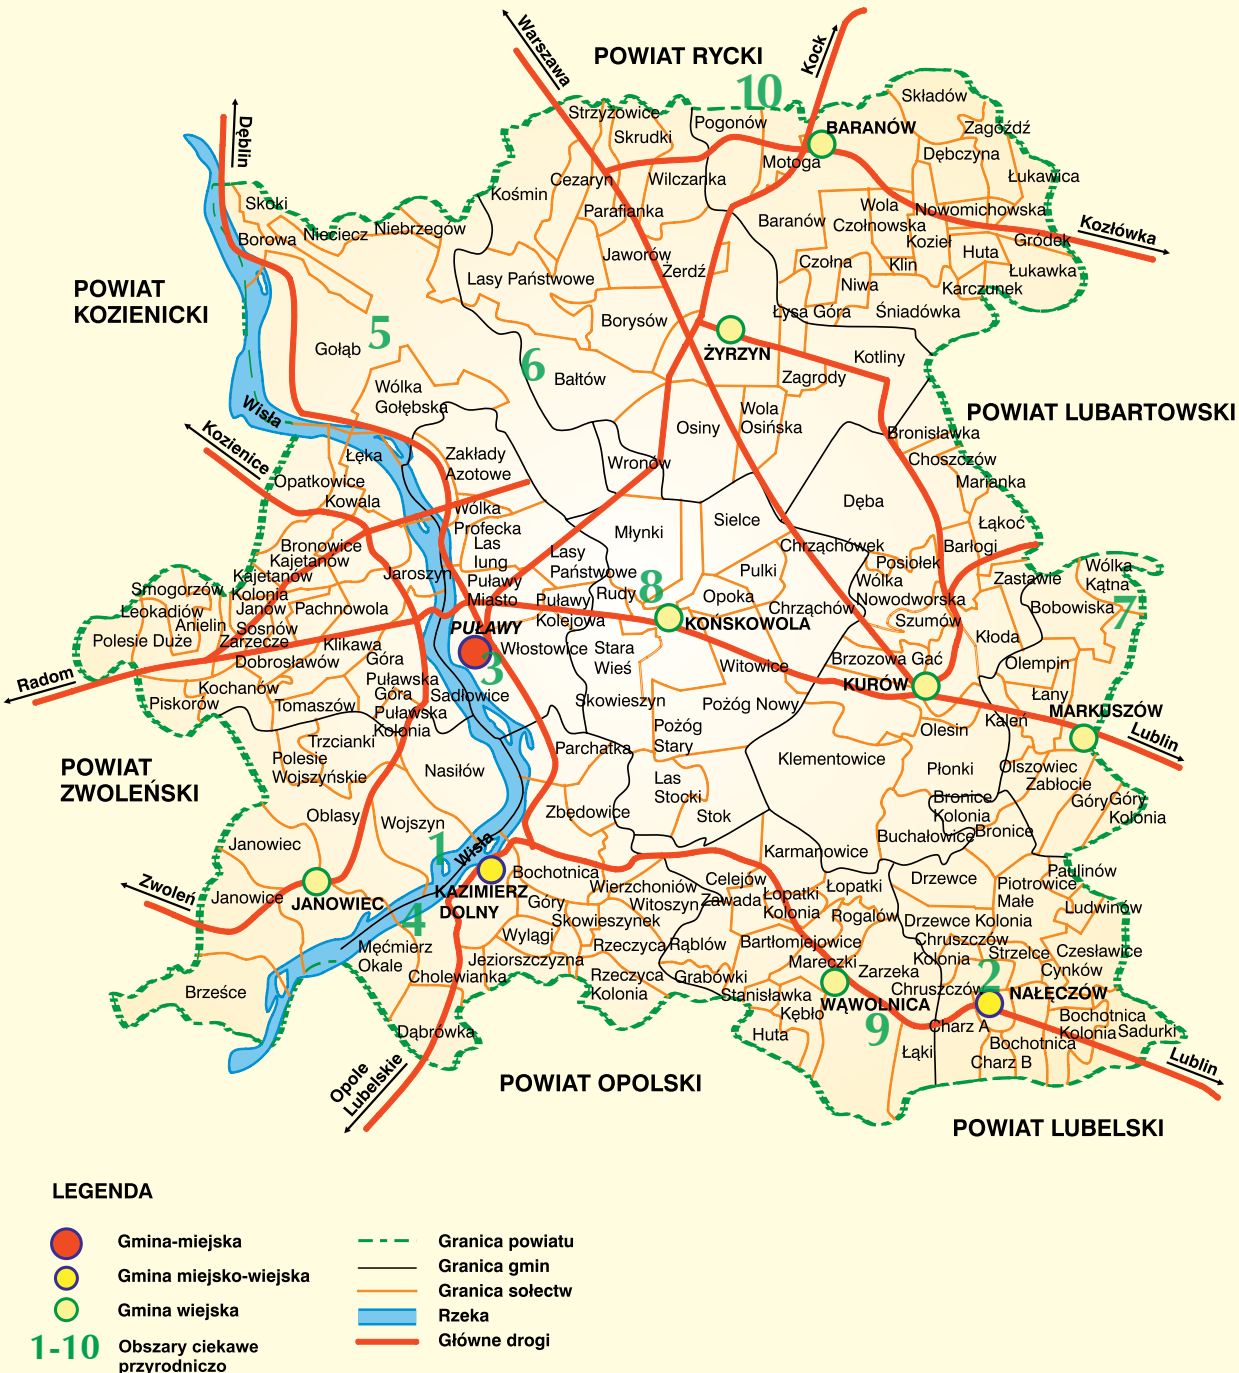 Warszawa
POWIAT RYCKI
Kock
10
Składów
Strzyżowice
Skrudki
Pogonów
BARANÓW
Zagóźdź
Dęblin
Dębczyna
Motoga
Łukawica
Cezaryn
Wilczanka
Kośmin
Skoki
Parafianka
Baranów
Wola
Czołnowska
Nowomichowska
Kozłówka
Borowa
Nieciecz
Niebrzegów
Kozieł
Huta
Gródek
Jaworów
Żerdź
Czołna
Klin
Łukawka
Lasy Państwowe
Niwa
Karczunek
POWIAT
KOZIENICKI
Borysów
Łysa Góra
Śniadówka
5
Gołąb
6
ŻYRZYN
Kotliny
Bałtów
Zagrody
Wólka
Gołębska
Wisła
Wola
Osińska
POWIAT LUBARTOWSKI
Osiny
Bronisławka
Kozienice
Łęka
Zakłady
Azotowe
Wronów
Choszczów
Marianka
Opatkowice
Kowala
Dęba
Wólka
Profecka
Sielce
Młynki
Łąkoć
Bronowice
Kajetanów
Las
Iung
Lasy
Państwowe
Chrząchówek
Barłogi
Posiołek
Kajetanów
Kolonia
Jaroszyn
Puławy
Miasto
Pulki
Wólka
Nowodworska
Zastawie
Wólka
Kątna
Smogorzów
Rudy
8
Opoka
Bobowiska
7
Leokadiów
Janów
Pachnowola
Puławy
Kolejowa
Chrząchów
Anielin
Sosnów
PUŁAWY
KOŃSKOWOLA
Szumów
Polesie Duże
Zarzecze
Klikawa
Włostowice
Stara
Wieś
Kłoda
Dobrosławów
Góra
Puławska
3
Witowice
Brzozowa Gać
Olempin
Radom
Kochanów
Góra
Puławska
Kolonia
Sadłowice
KURÓW
Łany
Piskorów
Tomaszów
Skowieszyn
Pożóg Nowy
MARKUSZÓW
Trzcianki
Pożóg
Stary
Olesin
Kaleń
Lublin
POWIAT
ZWOLEŃSKI
Polesie
Wojszyńskie
Nasiłów
Parchatka
Klementowice
Płonki
Olszowiec
Zabłocie
Las
Stocki
Bronice
Kolonia
Góry
Góry
Kolonia
Oblasy
Wojszyn
Zbędowice
Stok
Buchałowice
Bronice
Janowiec
1
Wisła
Karmanowice
Zwoleń
Bochotnica
Celejów
Drzewce
Paulinów
Janowice
JANOWIEC
KAZIMIERZ
DOLNY
Wierzchoniów
Witoszyn
Zawada
Łopatki
Kolonia
Łopatki
Piotrowice
Małe
4
Góry
Skowieszynek
Rogalów
Drzewce Kolonia
Ludwinów
Wylągi
Chruszczów
Kolonia
Męćmierz
Okale
Rzeczyca
Rąblów
Bartłomiejowice
Strzelce
Czesławice
Jeziorszczyzna
Mareczki
Cynków
Cholewianka
Rzeczyca
Kolonia
Grabówki
Zarzeka
2
Brześce
Stanisławka
WĄWOLNICA
Chruszczów
NAŁĘCZÓW
Kębło
9
Bochotnica
Kolonia
Sadurki
Dąbrówka
Huta
Charz A
Bochotnica
Łąki
Charz B
Lublin
Opole
Lubelskie
POWIAT OPOLSKI
POWIAT LUBELSKI
LEGENDA
Gmina-miejska
Gmina miejsko-wiejska
Gmina wiejska
1-10
Obszary ciekawe
przyrodniczo
Granica powiatu
Granica gmin
Granica sołectw
Rzeka
Główne drogi